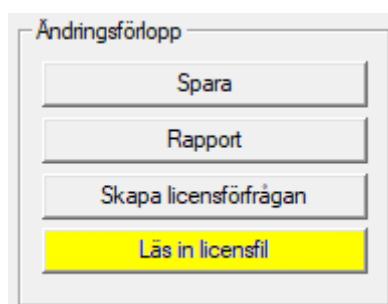 Ändringsförlopp
Spara
Rapport
Skapa licensförfrågan
Läs in licensfil